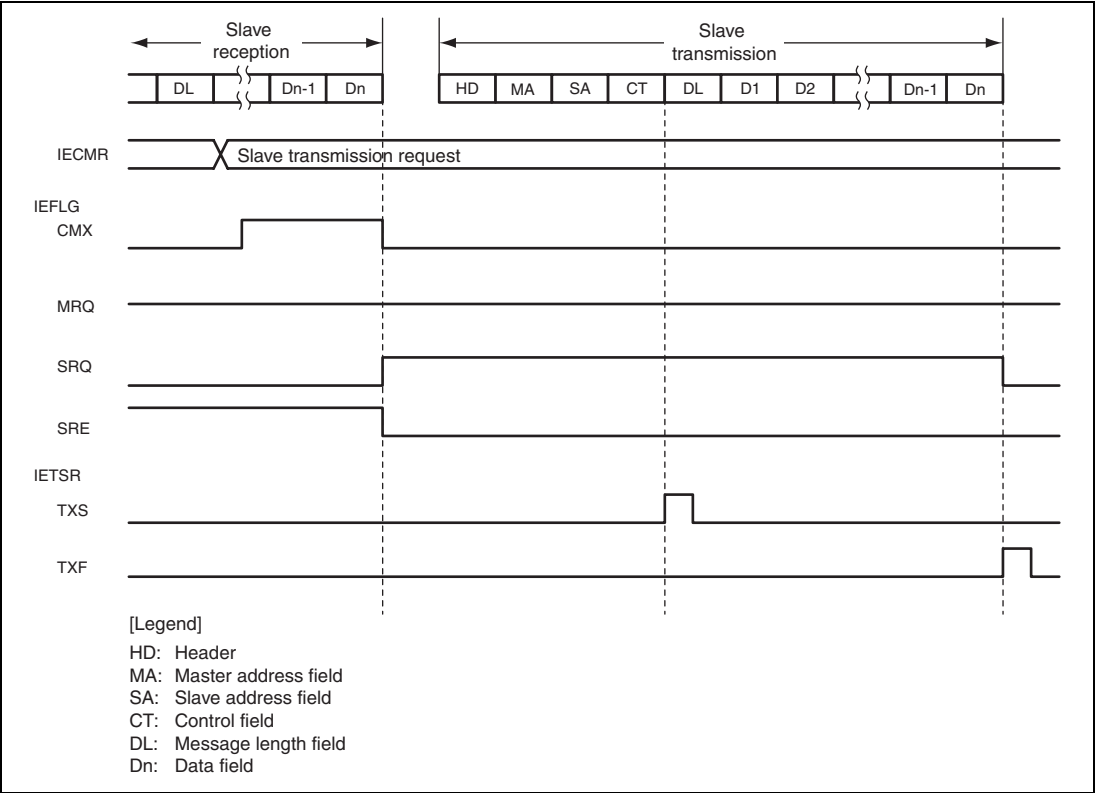 Slave
reception
Slave
transmission
DL Dn-1 Dn HD MA SA CT DL D1 D2 Dn-1 Dn
IECMR Slave transmission request
IEFLG
CMX
MRQ
SRQ
SRE
IETSR
TXS
TXF
[Legend]
HD: Header
MA: Master address field
SA: Slave address field
CT: Control field
DL: Message length field
Dn: Data field